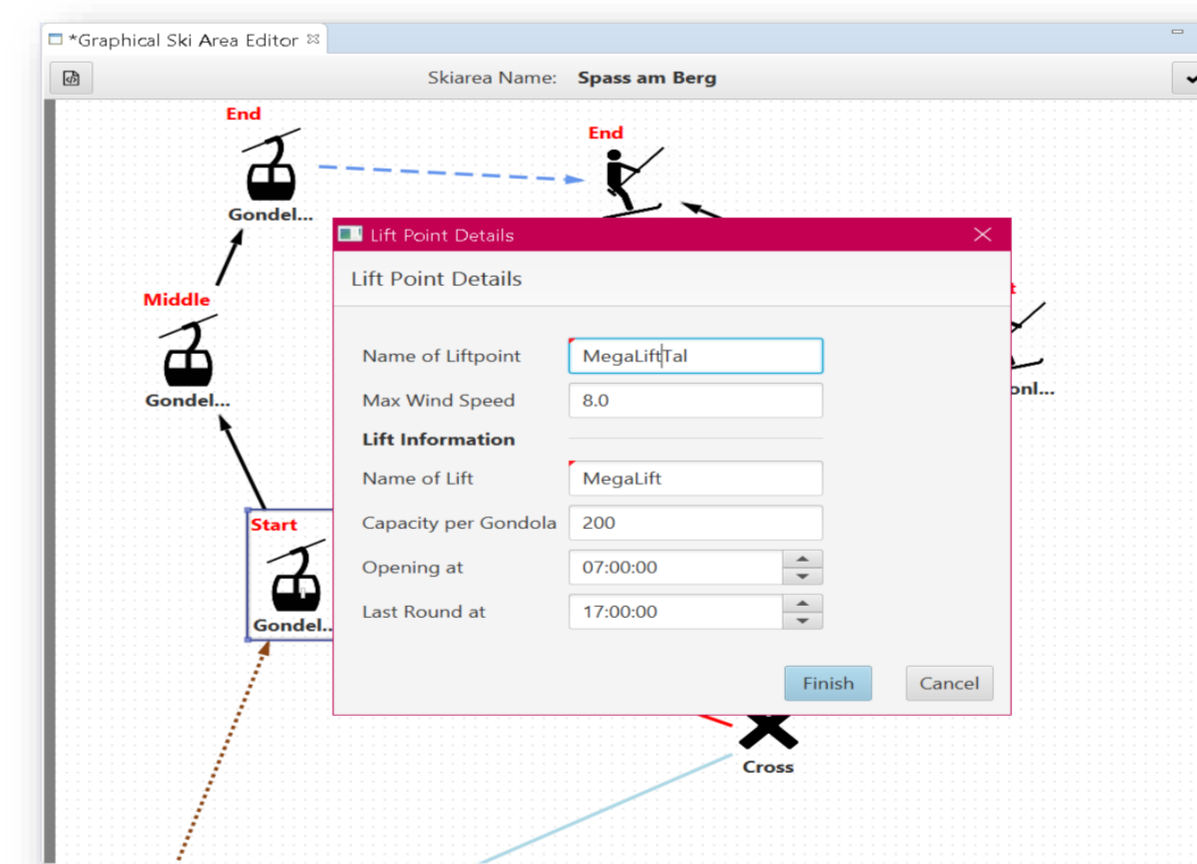 *Graphical Ski Area Editor
Skiarea Name: Spass am Berg
End
End
Gondel...
Lift Point Details
Lift Point Details
Middle
Name of Liftpoint MegaLiftTal
Gondel...
onl...
Max Wind Speed 8.0
Lift Information
Name of Lift MegaLift
Start
Capacity per Gondola 200
Opening at 07:00:00
Last Round at 17:00:00
Gondel..
Finish Cancel
Cross